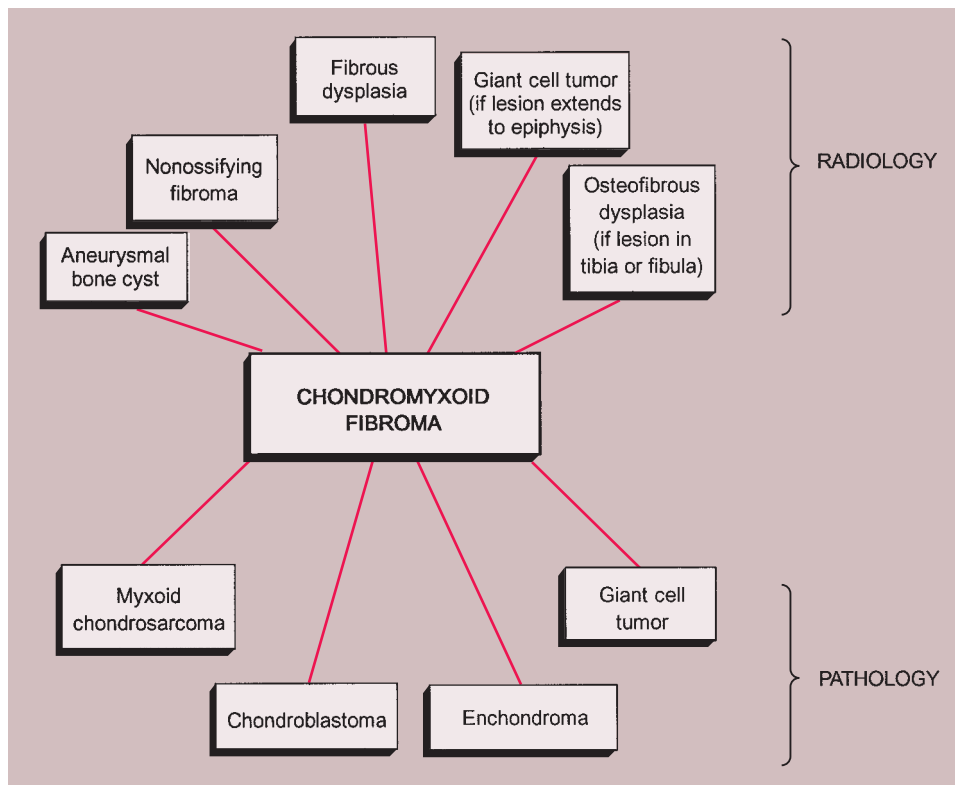 Fibrous
dysplasia
Giant cell tumor
(if lesion extends
to epiphysis)
Nonossifying
fibroma
Osteofibrous
dysplasia
(if lesion in
tibia or fibula)
Aneurysmal
bone cyst
RADIOLOGY
CHONDROMYXOID
FIBROMA
Myxoid
chondrosarcoma
Giant cell
tumor
Chondroblastoma
Enchondroma
PATHOLOGY